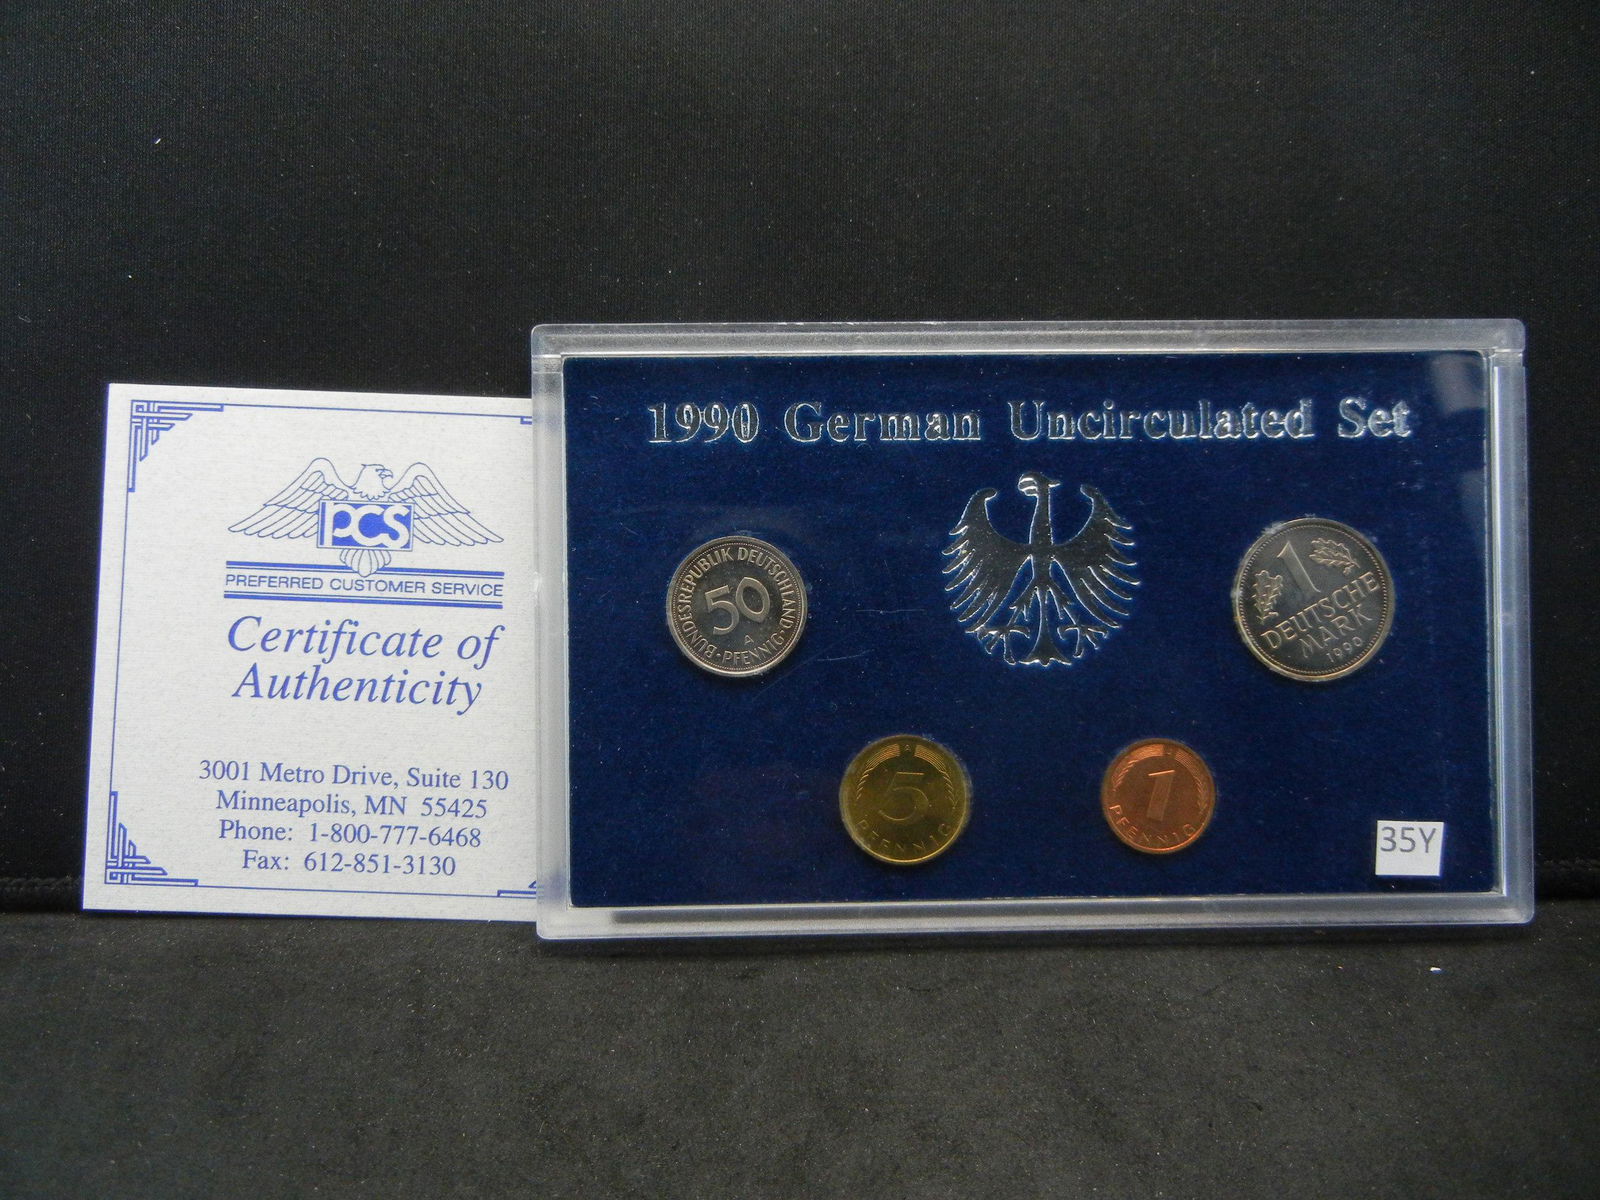 PCS
PREFERRED CUSTOMER SERVICE
Certificate of
Authenticity
3001 Metro Drive, Suite 130
Minneapolis, MN 55425
Phone: 1-800-777-6468
Fax: 612-851-3130
1990 German Uncirculated Set
BUNDESREPUBLIK DEUTSCHLAND
50
A
PFENNIG
1
DEUTSCHE
MARK
1990
A
5
PFENNIG
1
PFENNIG
35Y